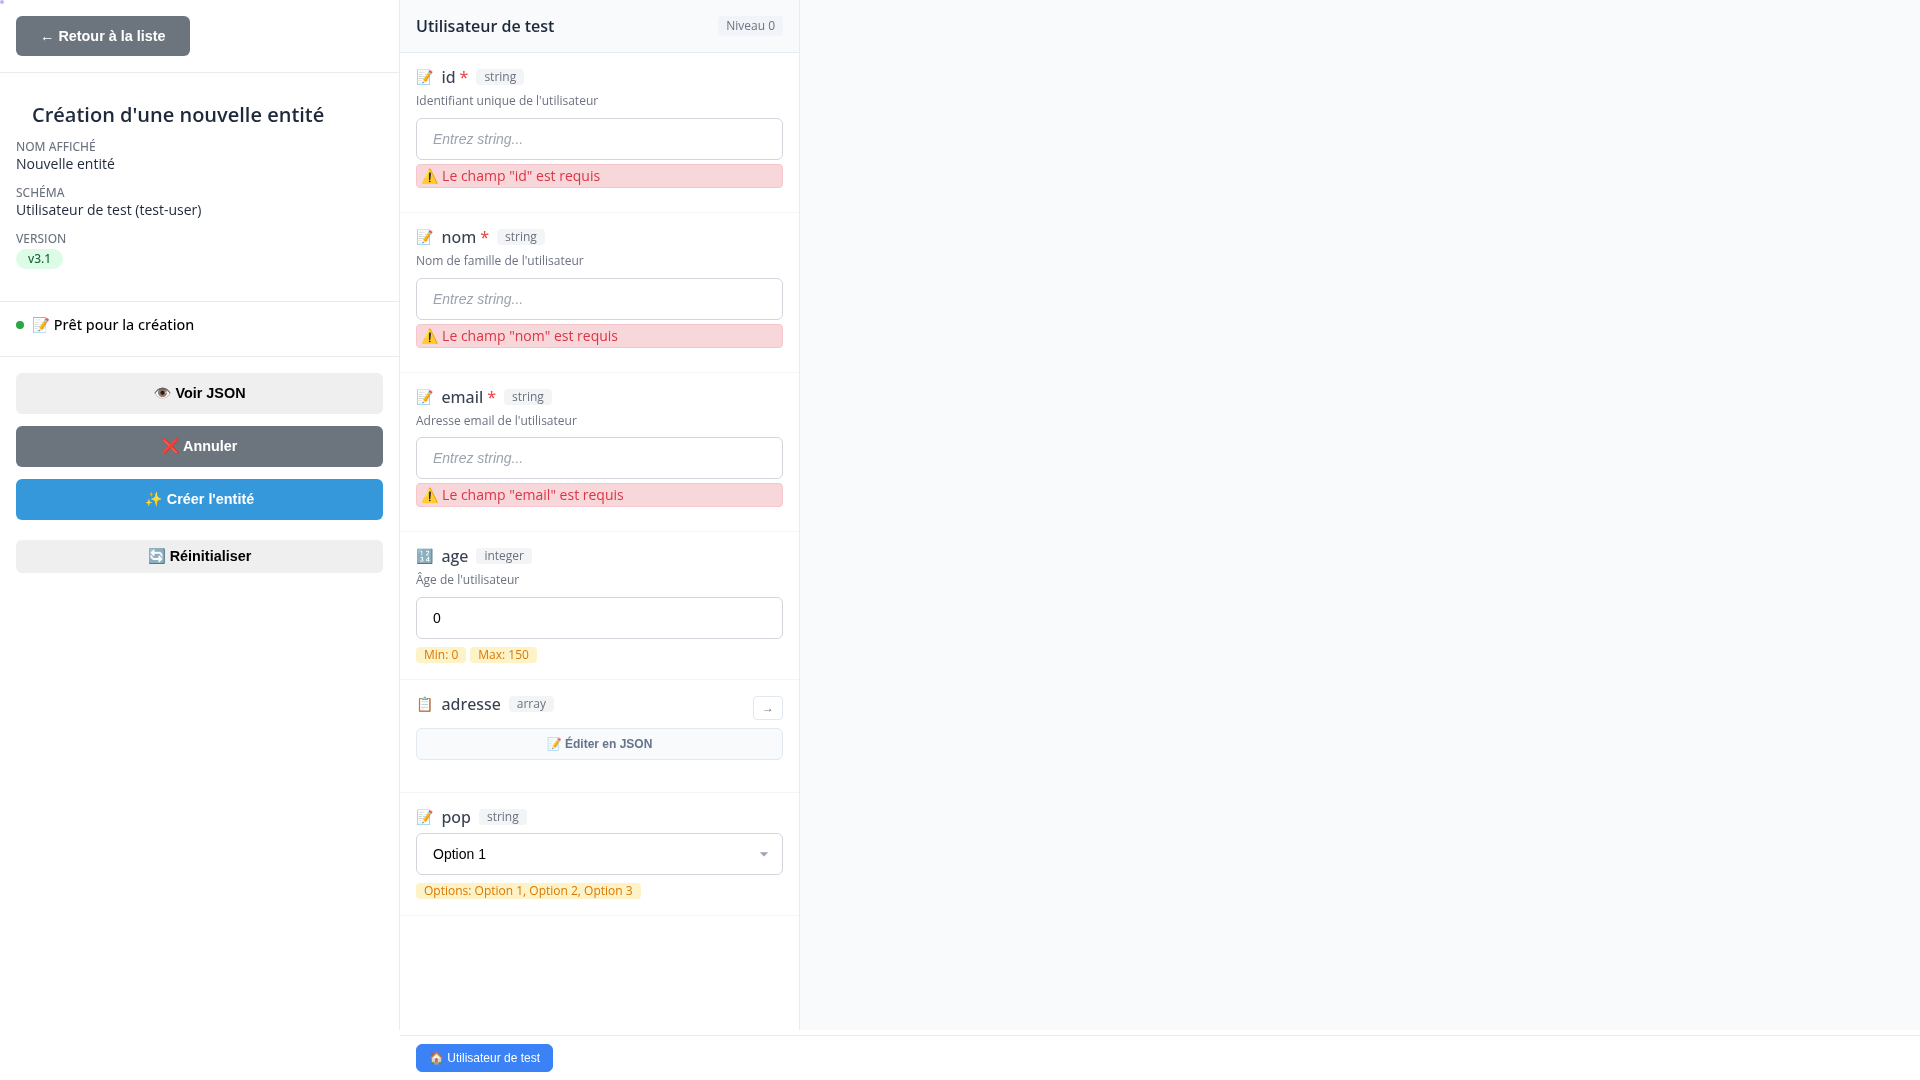 ← Retour à la liste
Création d'une nouvelle entité
NOM AFFICHÉ
Nouvelle entité
SCHÉMA
Utilisateur de test (test-user)
VERSION
v3.1
📝 Prêt pour la création
👁️ Voir JSON
❌ Annuler
✨ Créer l'entité
🔄 Réinitialiser
Utilisateur de test Niveau 0
📝 id * string
Identifiant unique de l'utilisateur
Entrez string...
⚠️ Le champ "id" est requis
📝 nom * string
Nom de famille de l'utilisateur
Entrez string...
⚠️ Le champ "nom" est requis
📝 email * string
Adresse email de l'utilisateur
Entrez string...
⚠️ Le champ "email" est requis
🔢 age integer
Âge de l'utilisateur
0
Min: 0 Max: 150
📋 adresse array →
📝 Éditer en JSON
📝 pop string
Option 1
Options: Option 1, Option 2, Option 3
🏠 Utilisateur de test